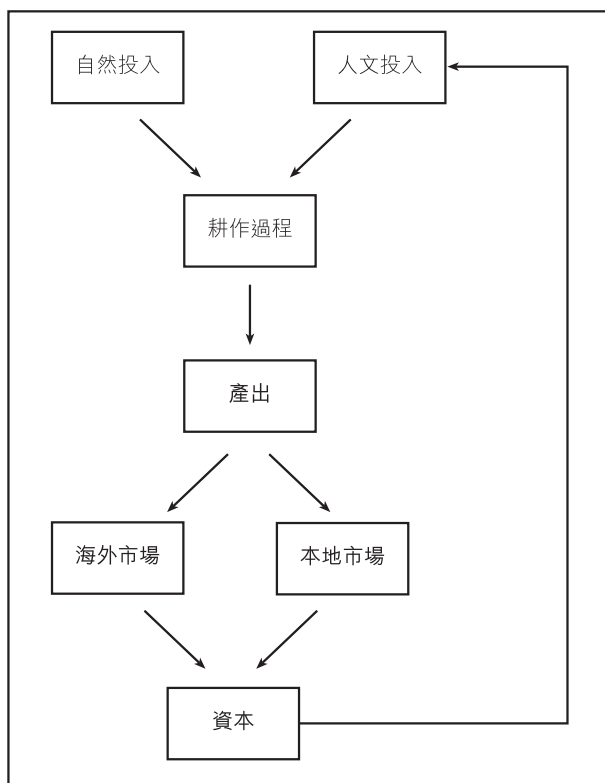 自然投入
人文投入
耕作過程
產出
海外市場
本地市場
資本